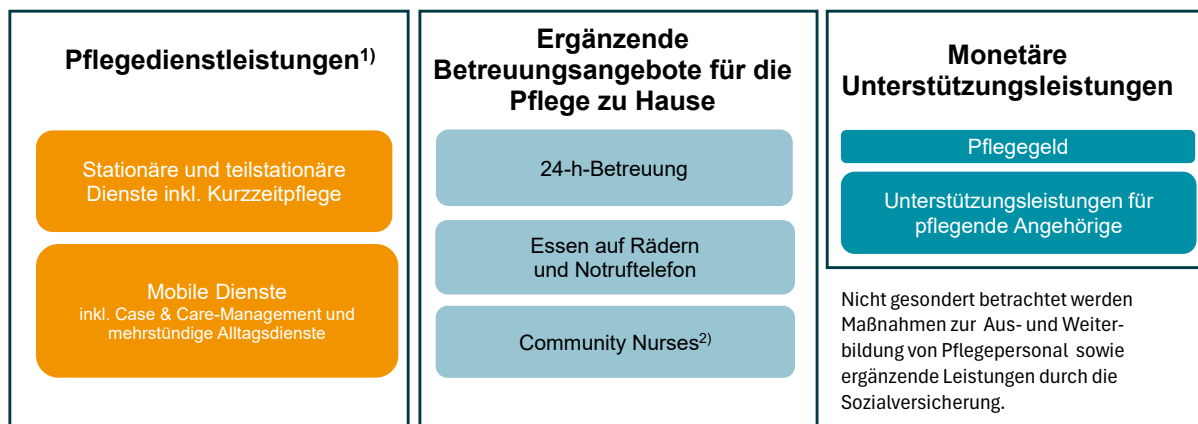 Pflegedienstleistungen1)
Stationäre und teilstationäre
Dienste inkl. Kurzzeitpflege
Mobile Dienste
inkl. Case & Care-Management und
mehrstündige Alltagsdienste
Ergänzende
Betreuungsangebote für die
Pflege zu Hause
24-h-Betreuung
Essen auf Rädern
und Notruftelefon
Community Nurses2)
Monetäre
Unterstützungsleistungen
Pflegegeld
Unterstützungsleistungen für
pflegende Angehörige
Nicht gesondert betrachtet werden
Maßnahmen zur Aus- und Weiter-
bildung von Pflegepersonal sowie
ergänzende Leistungen durch die
Sozialversicherung.